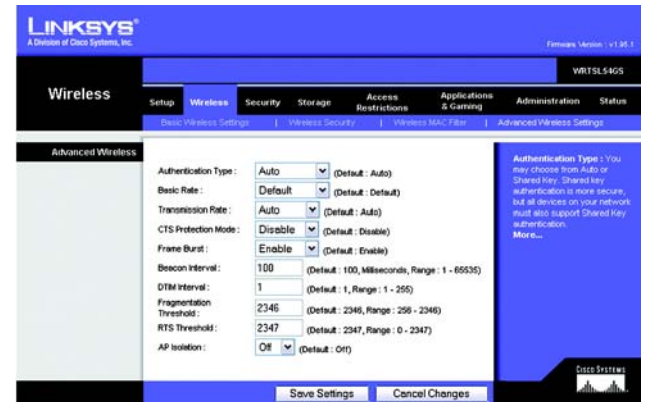 LINKSYS®
A Division of Cisco Systems, Inc.
Firmware Version : v1.95.1
WRTSL54GS
Wireless
Setup Wireless Security Storage Access Restrictions Applications & Gaming Administration Status
Basic Wireless Settings | Wireless Security | Wireless MAC Filter | Advanced Wireless Settings
Advanced Wireless
Authentication Type : Auto (Default : Auto)
Basic Rate : Default (Default : Default)
Transmission Rate : Auto (Default : Auto)
CTS Protection Mode : Disable (Default : Disable)
Frame Burst : Enable (Default : Enable)
Beacon Interval : 100 (Default : 100, Milliseconds, Range : 1 - 65535)
DTIM Interval : 1 (Default : 1, Range : 1 - 255)
Fragmentation Threshold : 2346 (Default : 2346, Range : 256 - 2346)
RTS Threshold : 2347 (Default : 2347, Range : 0 - 2347)
AP Isolation : Off (Default : Off)
Authentication Type : You
may choose from Auto or
Shared Key. Shared key
authentication is more secure,
but all devices on your network
must also support Shared Key
authentication.
More...
Save Settings Cancel Changes
CISCO SYSTEMS